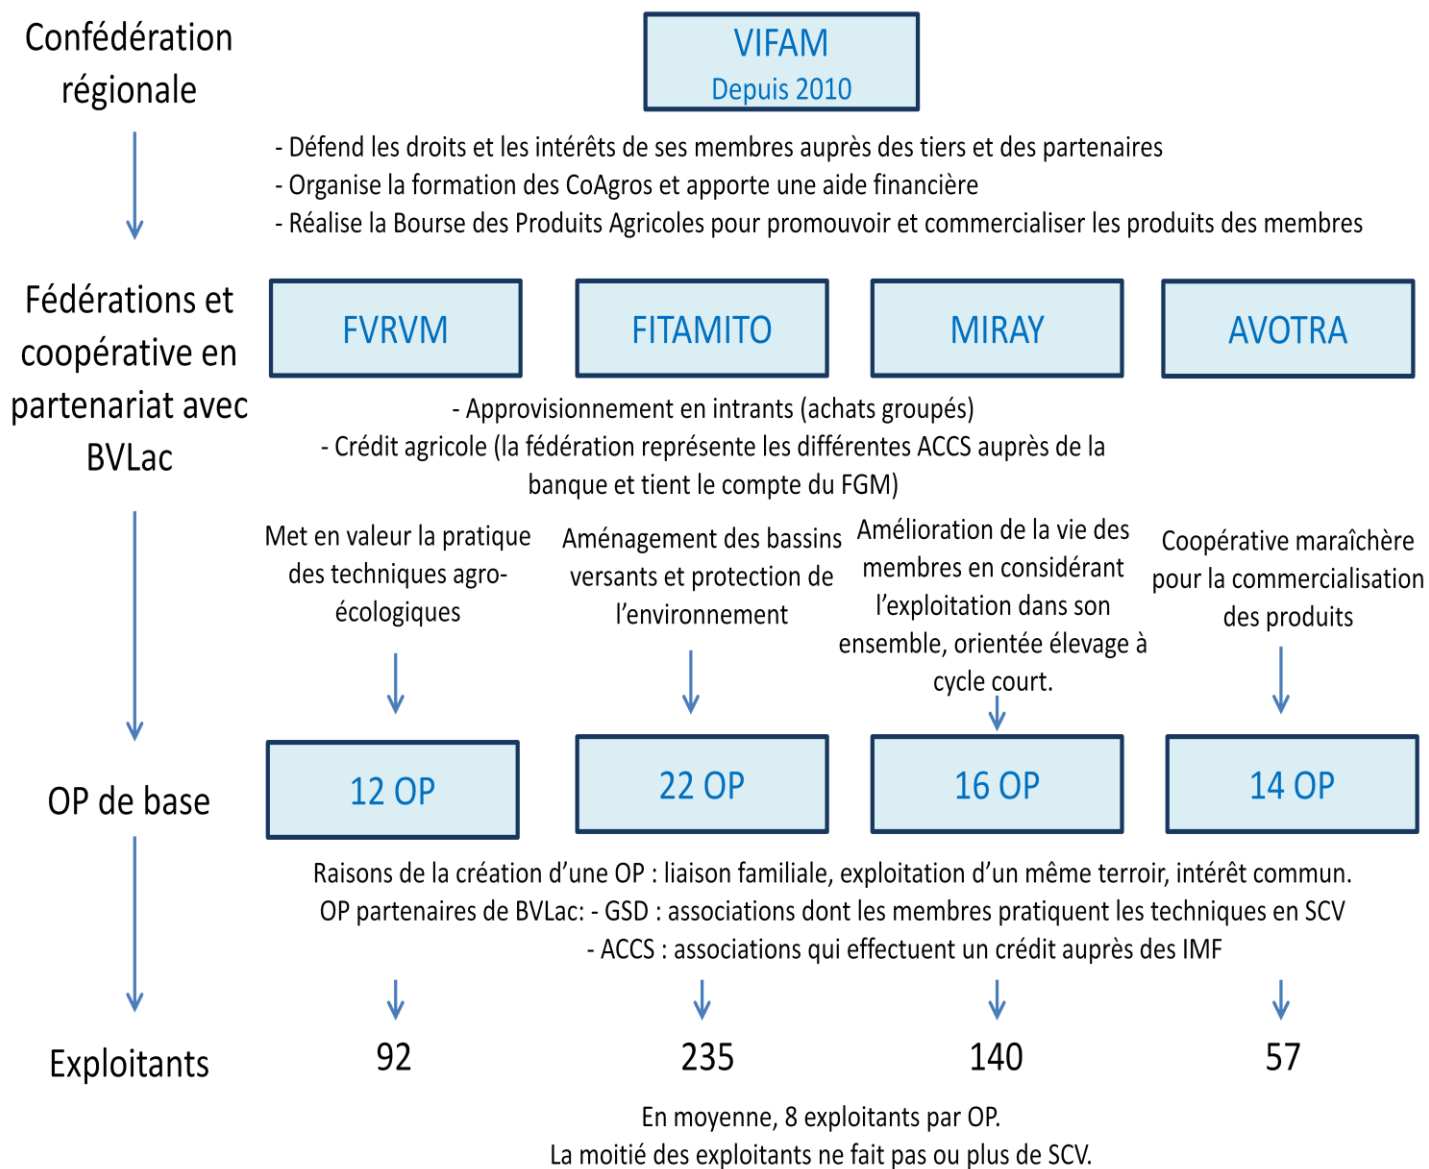 Confédération
régionale
VIFAM
Depuis 2010
- Défend les droits et les intérêts de ses membres auprès des tiers et des partenaires
- Organise la formation des CoAgros et apporte une aide financière
- Réalise la Bourse des Produits Agricoles pour promouvoir et commercialiser les produits des membres
Fédérations et
coopérative en
partenariat avec
BVLac
FVRVM
FITAMITO
MIRAY
AVOTRA
- Approvisionnement en intrants (achats groupés)
- Crédit agricole (la fédération représente les différentes ACCS auprès de la
banque et tient le compte du FGM)
Met en valeur la pratique
des techniques agro-
écologiques
Aménagement des bassins
versants et protection de
l’environnement
Amélioration de la vie des
membres en considérant
l’exploitation dans son
ensemble, orientée élevage à
cycle court.
Coopérative maraîchère
pour la commercialisation
des produits
OP de base
12 OP
22 OP
16 OP
14 OP
Raisons de la création d’une OP : liaison familiale, exploitation d’un même terroir, intérêt commun.
OP partenaires de BVLac: - GSD : associations dont les membres pratiquent les techniques en SCV
- ACCS : associations qui effectuent un crédit auprès des IMF
Exploitants
92
235
140
57
En moyenne, 8 exploitants par OP.
La moitié des exploitants ne fait pas ou plus de SCV.